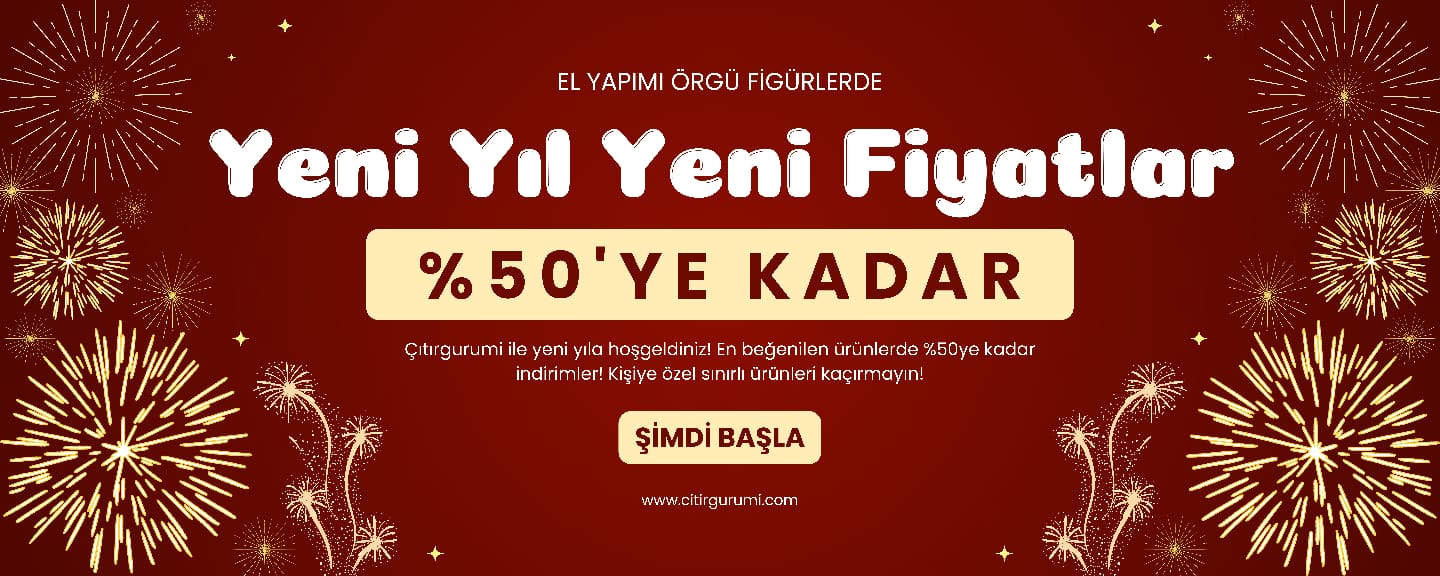 EL YAPIMI ÖRGÜ FİGÜRLERDE
Yeni Yıl Yeni Fiyatlar
%50'YE KADAR
Çıtırgurumi ile yeni yıla hoşgeldiniz! En beğenilen ürünlerde %50ye kadar
indirimler! Kişiye özel sınırlı ürünleri kaçırmayın!
ŞİMDİ BAŞLA
www.citirgurumi.com